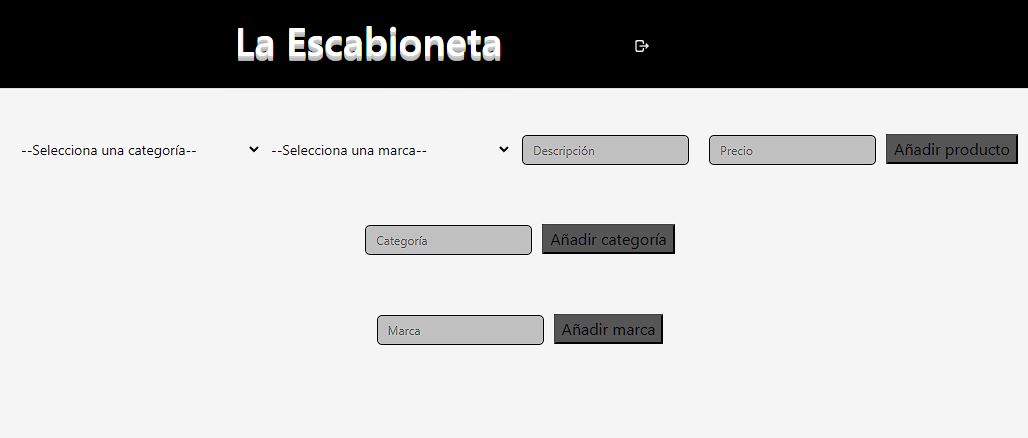 La Escabioneta
--Selecciona una categoría-- --Selecciona una marca-- Descripción Precio Añadir producto
Categoría Añadir categoría
Marca Añadir marca